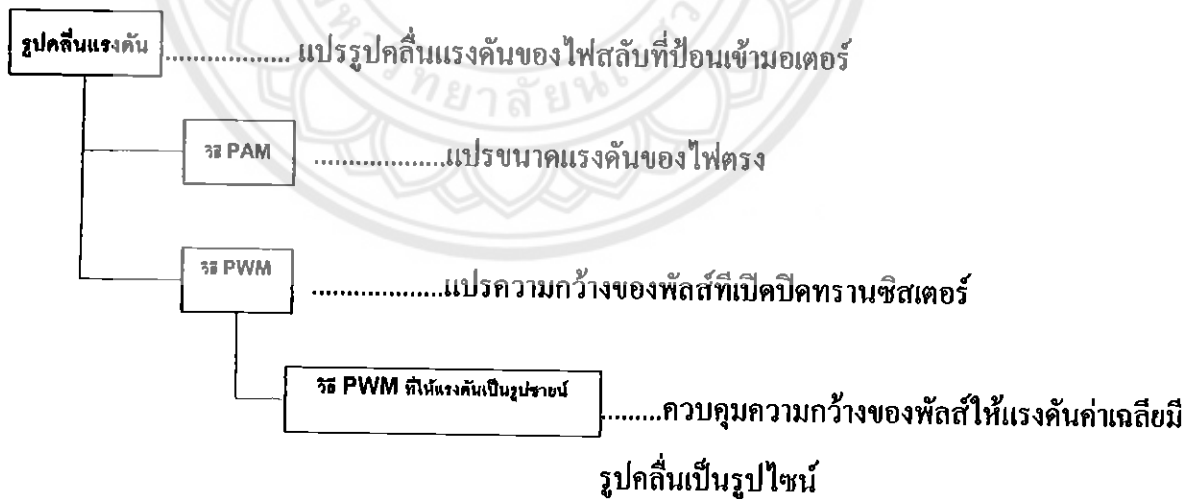 รูปคลื่นแรงดัน ................. แปรรูปคลื่นแรงดันของไฟสลับที่ป้อนเข้ามอเตอร์
วิธี PAM ..................แปรขนาดแรงดันของไฟตรง
วิธี PWM ..................แปรความกว้างของพัลส์ที่เปิดปิดทรานซิสเตอร์
วิธี PWM ที่ให้แรงดันเป็นรูปซายน์ .........ควบคุมความกว้างของพัลส์ให้แรงดันค่าเฉลี่ยมี
รูปคลื่นเป็นรูปไซน์